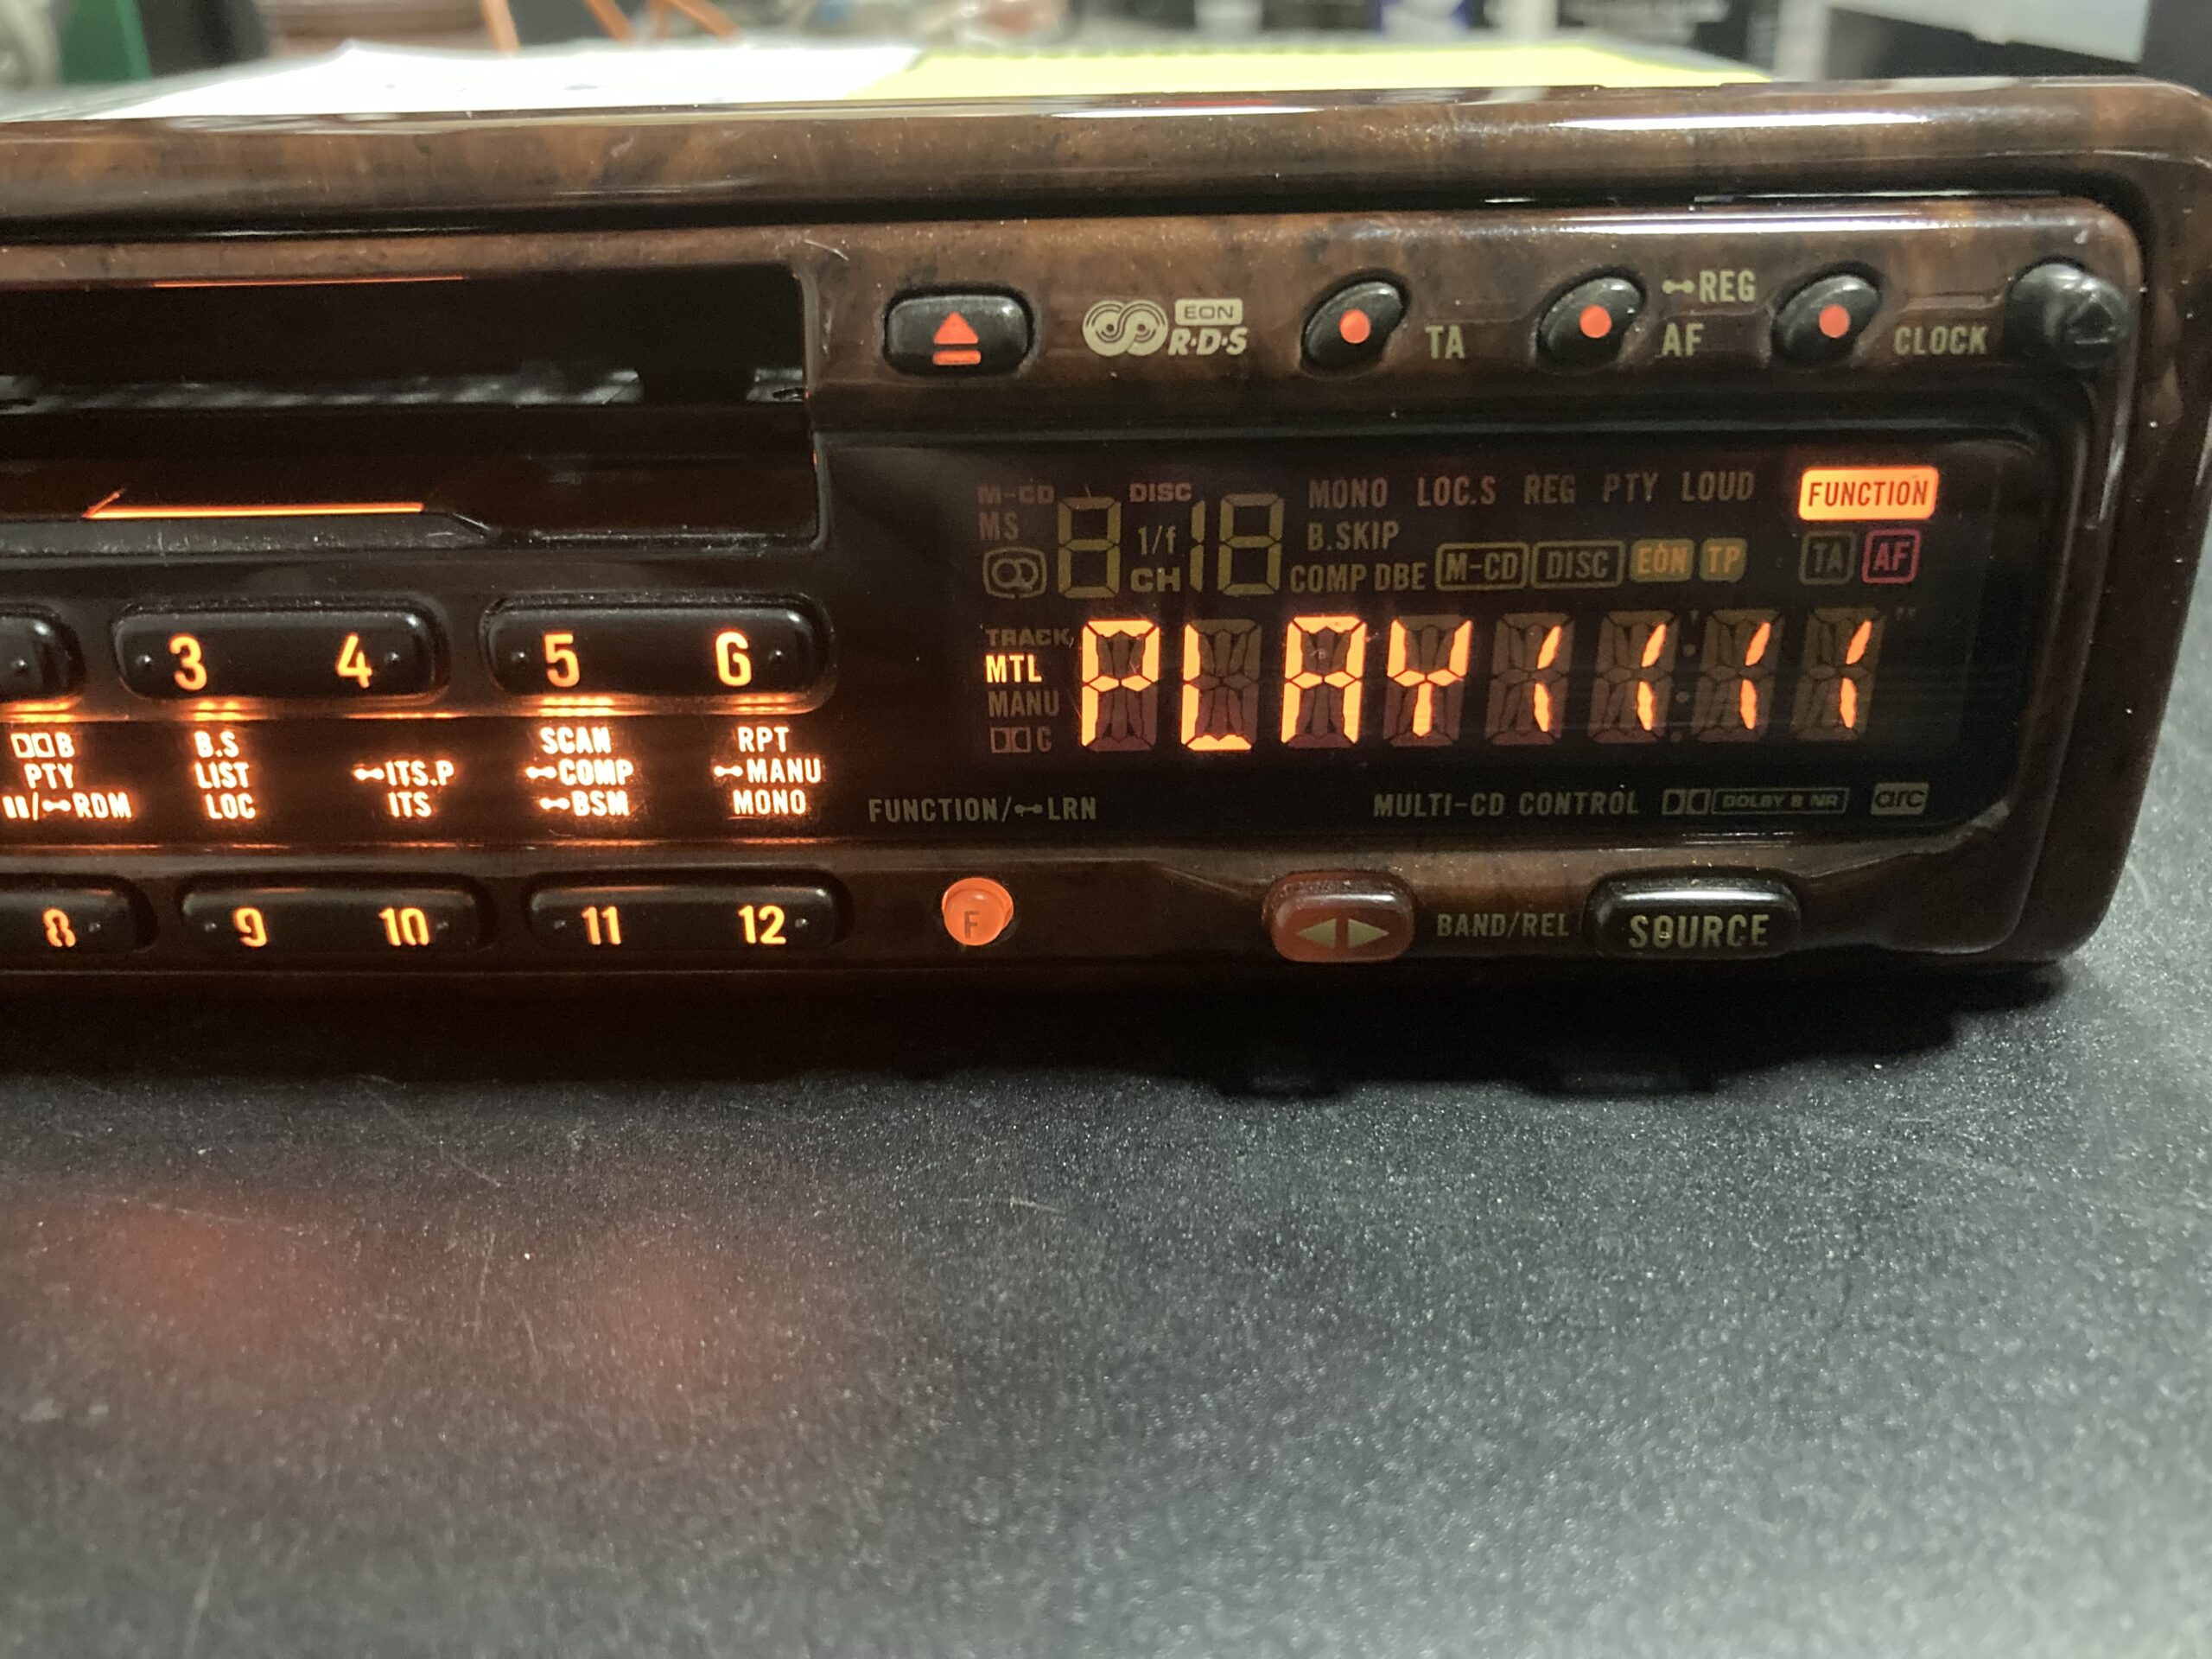 EON
R·D·S
TA
⊷REG
AF
CLOCK
M-CD DISC MONO LOC.S REG PTY LOUD FUNCTION
MS 1/f B.SKIP
CH COMP DBE M-CD DISC EON TP TA AF
TRACK
MTL PLAY
MANU
C
3 4 5 6
B B.S SCAN RPT
PTY LIST ⊷ITS.P ⊷COMP ⊷MANU
/⊷RDM LOC ITS ⊷BSM MONO
FUNCTION/⊷LRN MULTI-CD CONTROL DOLBY B NR arc
8 9 10 11 12 F BAND/REL SOURCE